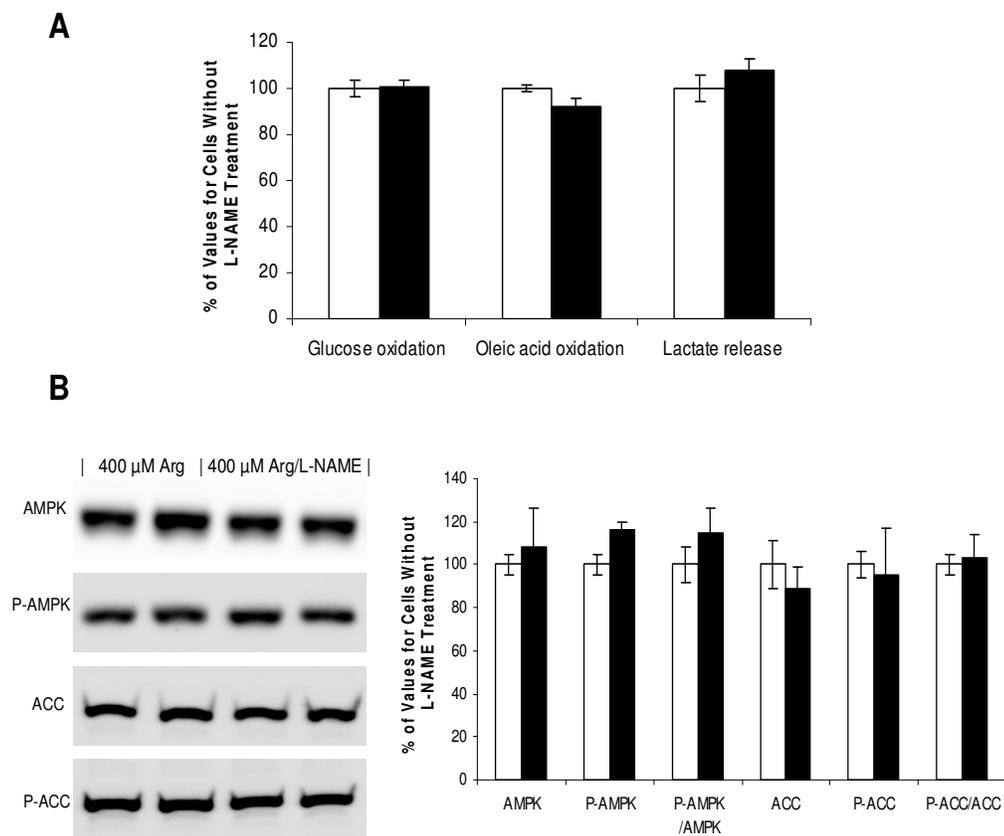 A
% of Values for Cells Without
L-NAME Treatment
120
100
80
60
40
20
0
Glucose oxidation
Oleic acid oxidation
Lactate release
B
| 400 µM Arg | 400 µM Arg/L-NAME |
AMPK
P-AMPK
ACC
P-ACC
% of Values for Cells Without
L-NAME Treatment
140
120
100
80
60
40
20
0
AMPK
P-AMPK
P-AMPK
/AMPK
ACC
P-ACC
P-ACC/ACC